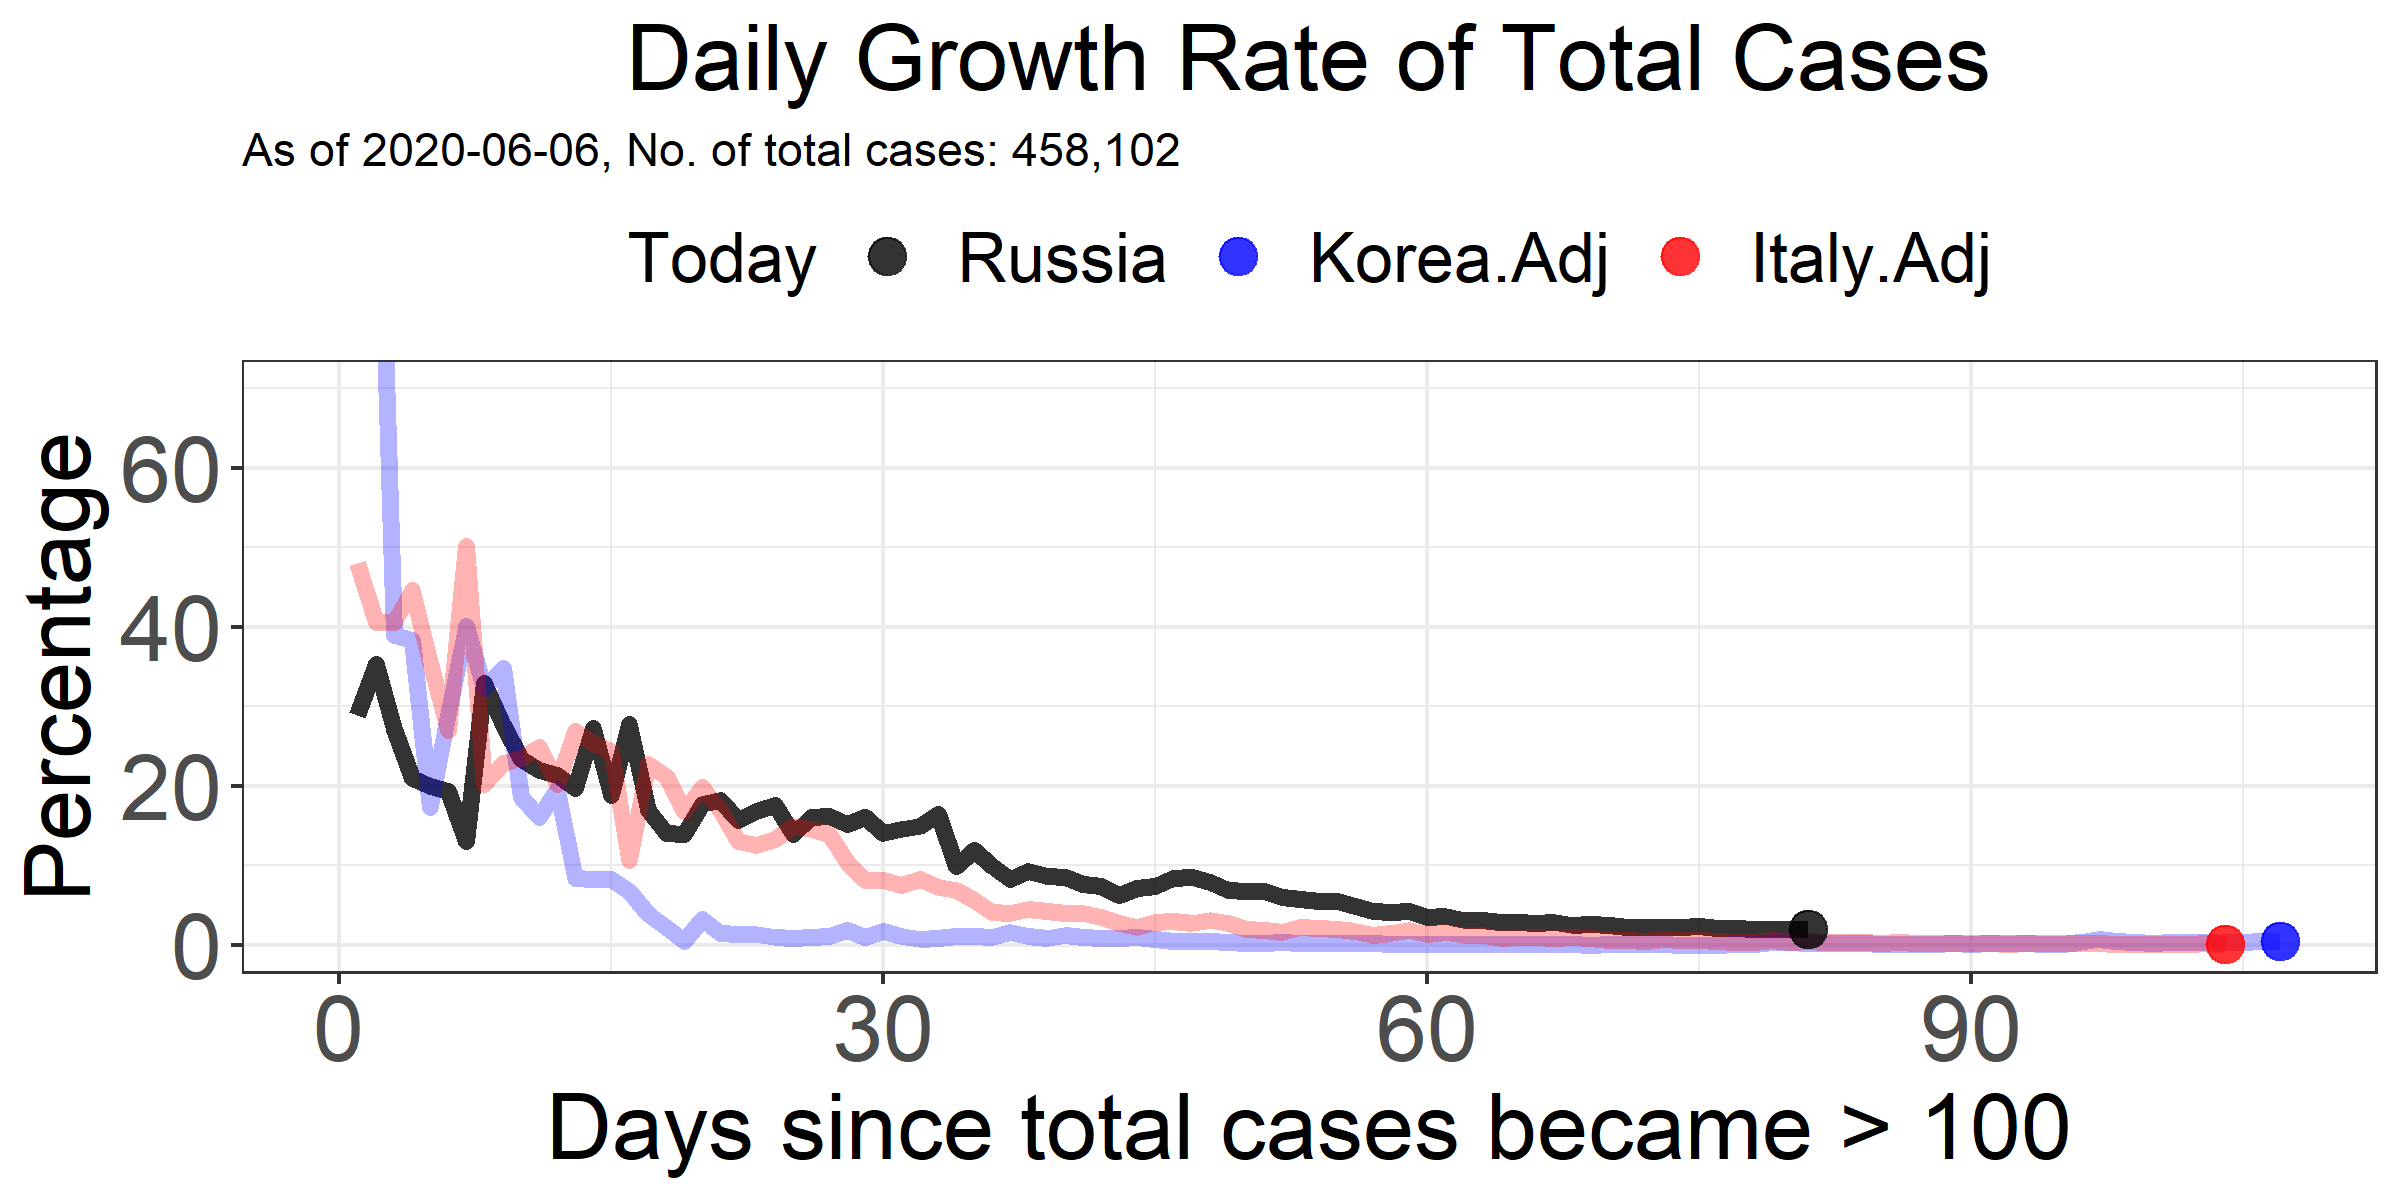 Daily Growth Rate of Total Cases
As of 2020-06-06, No. of total cases: 458,102
Today Russia Korea.Adj Italy.Adj
Percentage
60
40
20
0
0 30 60 90
Days since total cases became > 100